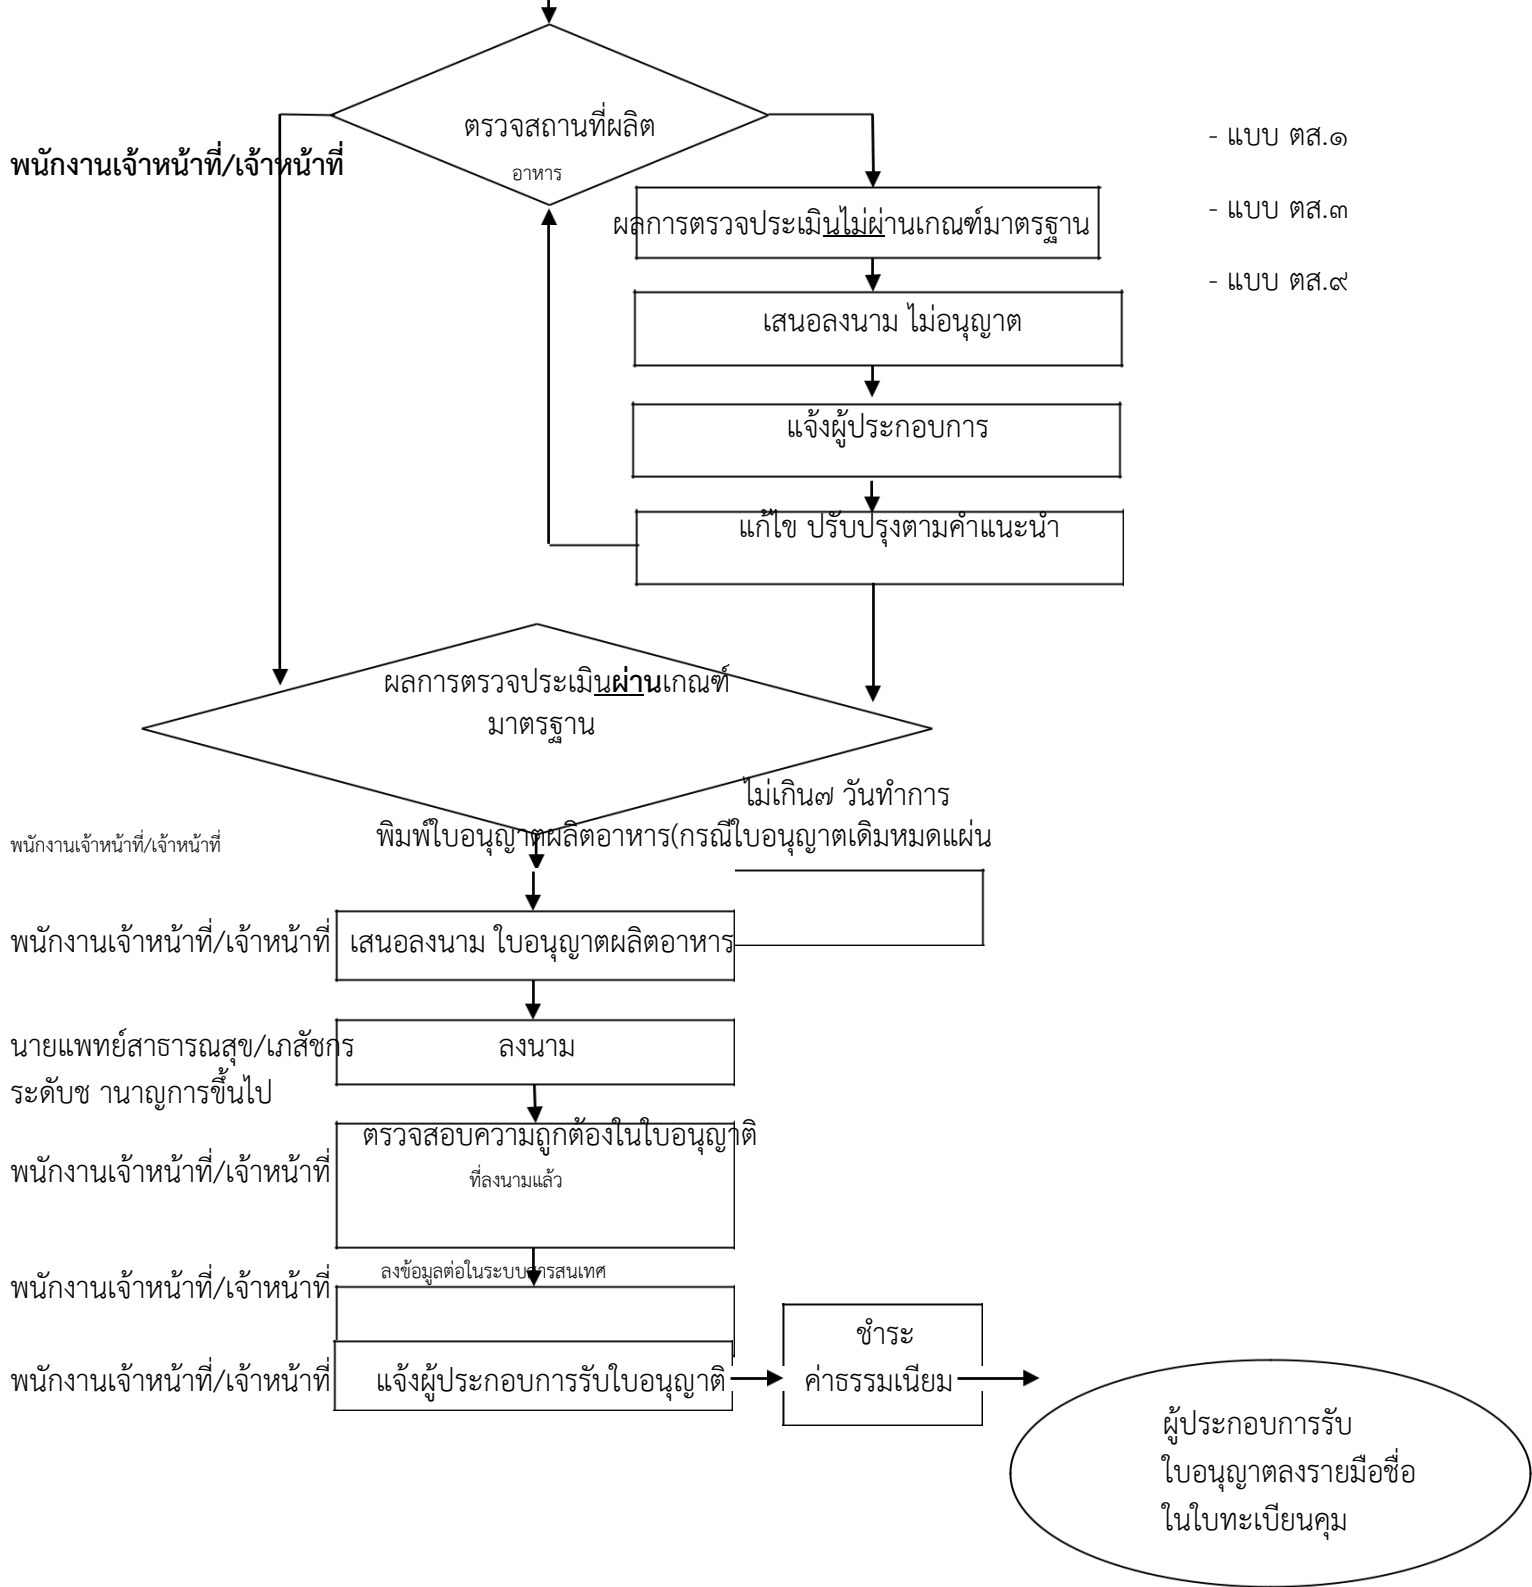 ตรวจสถานที่ผลิต
อาหาร
พนักงานเจ้าหน้าที่/เจ้าหน้าที่
- แบบ ตส.๑
- แบบ ตส.๓
- แบบ ตส.๙
ผลการตรวจประเมินไม่ผ่านเกณฑ์มาตรฐาน
เสนอลงนาม ไม่อนุญาต
แจ้งผู้ประกอบการ
แก้ไข ปรับปรุงตามคำแนะนำ
ผลการตรวจประเมินผ่านเกณฑ์
มาตรฐาน
ไม่เกิน๗ วันทำการ
พนักงานเจ้าหน้าที่/เจ้าหน้าที่
พิมพ์ใบอนุญาตผลิตอาหาร(กรณีใบอนุญาตเดิมหมดแผ่น
พนักงานเจ้าหน้าที่/เจ้าหน้าที่
เสนอลงนาม ใบอนุญาตผลิตอาหาร
นายแพทย์สาธารณสุข/เภสัชกร
ระดับช านาญการขึ้นไป
ลงนาม
ตรวจสอบความถูกต้องในใบอนุญาติ
ที่ลงนามแล้ว
พนักงานเจ้าหน้าที่/เจ้าหน้าที่
ลงข้อมูลต่อในระบบสารสนเทศ
พนักงานเจ้าหน้าที่/เจ้าหน้าที่
พนักงานเจ้าหน้าที่/เจ้าหน้าที่
แจ้งผู้ประกอบการรับใบอนุญาติ
ชำระ
ค่าธรรมเนียม
ผู้ประกอบการรับ
ใบอนุญาตลงรายมือชื่อ
ในใบทะเบียนคุม